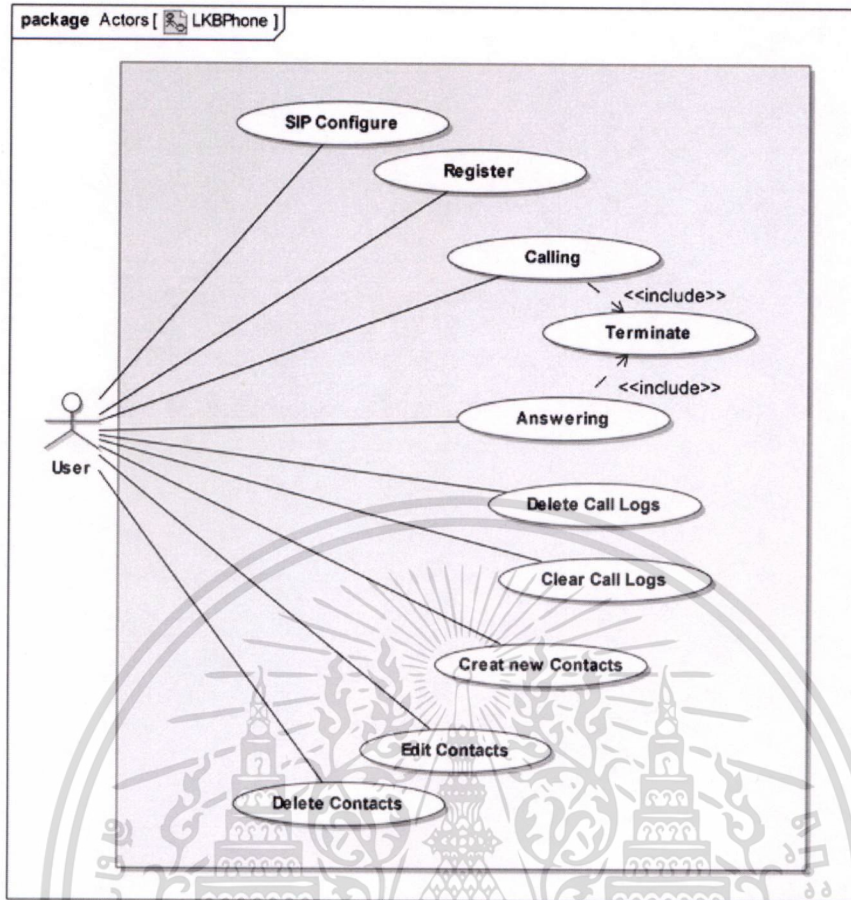 package Actors [ LKBPhone ]
SIP Configure
Register
Calling
<<include>>
Terminate
<<include>>
Answering
User
Delete Call Logs
Clear Call Logs
Creat new Contacts
Edit Contacts
Delete Contacts